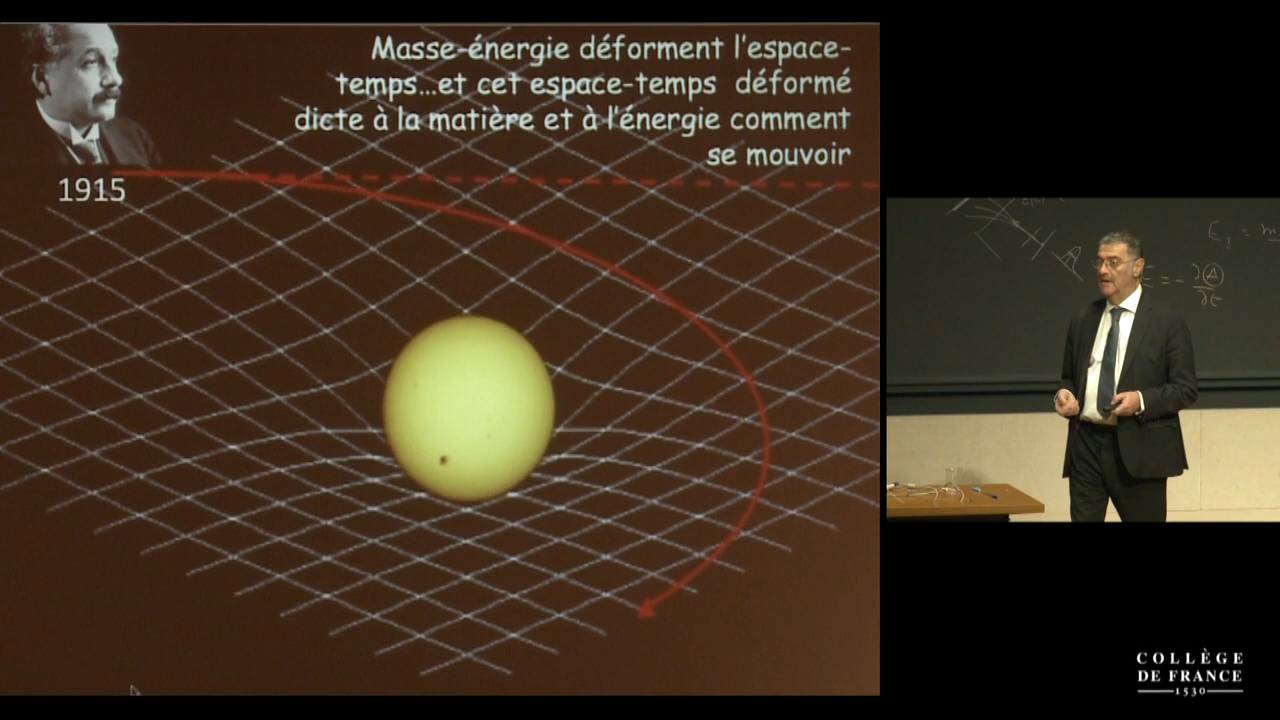 Masse-énergie déforment l'espace-
temps...et cet espace-temps déformé
dicte à la matière et à l'énergie comment
se mouvoir
1915
COLLÈGE
DE FRANCE
1530